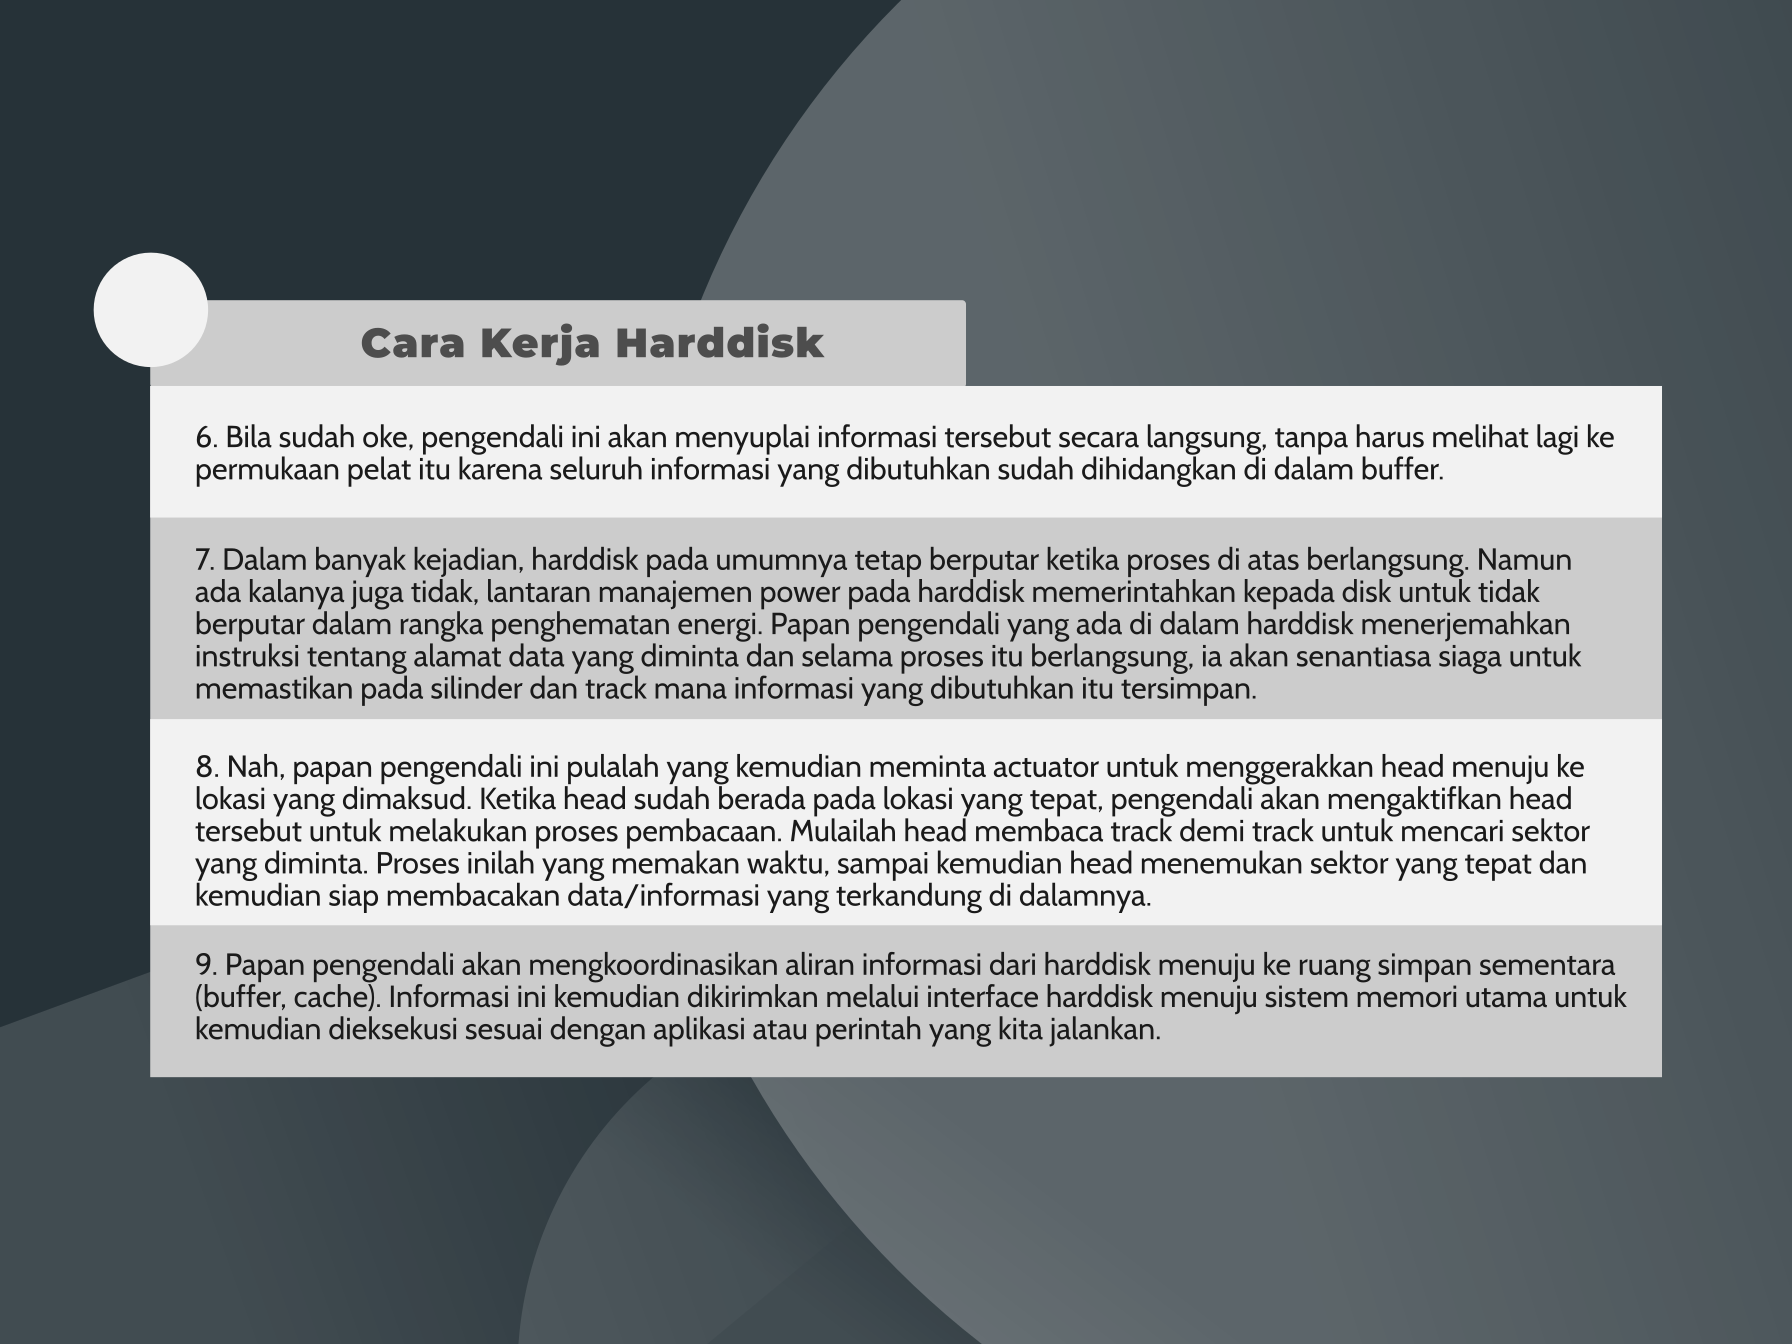 Cara Kerja Harddisk
6. Bila sudah oke, pengendali ini akan menyuplai informasi tersebut secara langsung, tanpa harus melihat lagi ke
permukaan pelat itu karena seluruh informasi yang dibutuhkan sudah dihidangkan di dalam buffer.
7. Dalam banyak kejadian, harddisk pada umumnya tetap berputar ketika proses di atas berlangsung. Namun
ada kalanya juga tidak, lantaran manajemen power pada harddisk memerintahkan kepada disk untuk tidak
berputar dalam rangka penghematan energi. Papan pengendali yang ada di dalam harddisk menerjemahkan
instruksi tentang alamat data yang diminta dan selama proses itu berlangsung, ia akan senantiasa siaga untuk
memastikan pada silinder dan track mana informasi yang dibutuhkan itu tersimpan.
8. Nah, papan pengendali ini pulalah yang kemudian meminta actuator untuk menggerakkan head menuju ke
lokasi yang dimaksud. Ketika head sudah berada pada lokasi yang tepat, pengendali akan mengaktifkan head
tersebut untuk melakukan proses pembacaan. Mulailah head membaca track demi track untuk mencari sektor
yang diminta. Proses inilah yang memakan waktu, sampai kemudian head menemukan sektor yang tepat dan
kemudian siap membacakan data/informasi yang terkandung di dalamnya.
9. Papan pengendali akan mengkoordinasikan aliran informasi dari harddisk menuju ke ruang simpan sementara
(buffer, cache). Informasi ini kemudian dikirimkan melalui interface harddisk menuju sistem memori utama untuk
kemudian dieksekusi sesuai dengan aplikasi atau perintah yang kita jalankan.